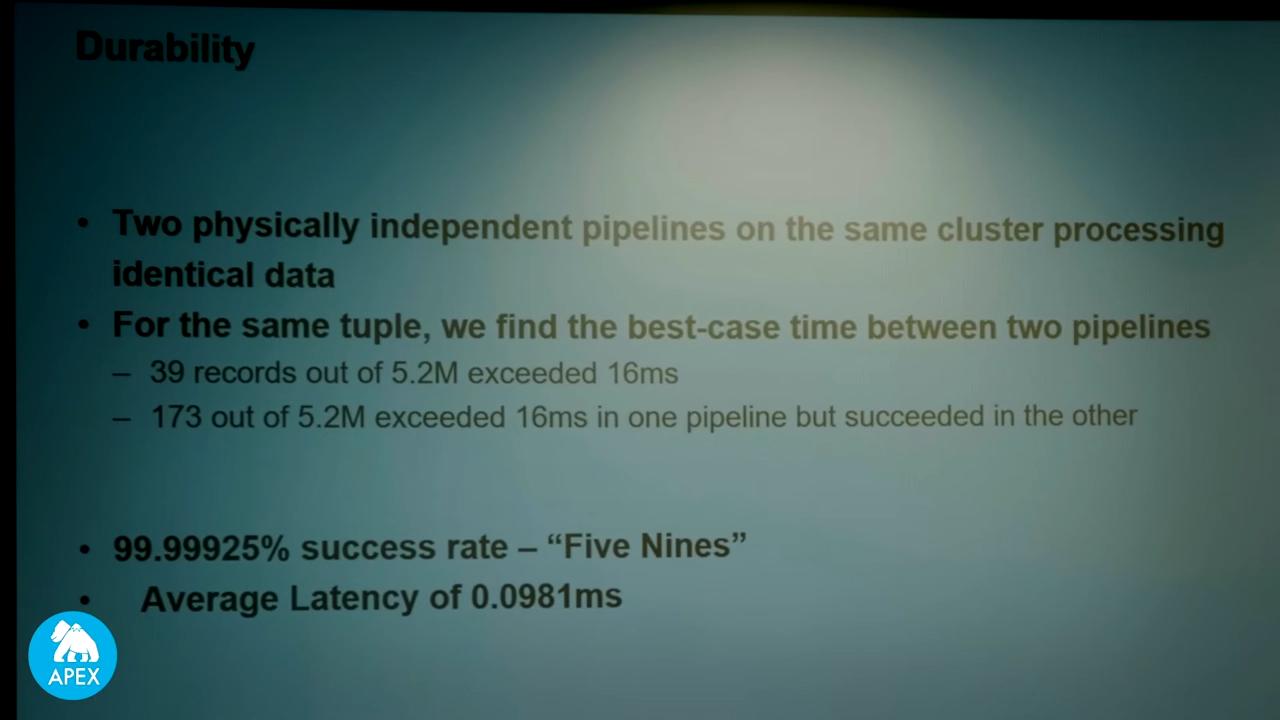 Durability
• Two physically independent pipelines on the same cluster processing
identical data
• For the same tuple, we find the best-case time between two pipelines
– 39 records out of 5.2M exceeded 16ms
– 173 out of 5.2M exceeded 16ms in one pipeline but succeeded in the other
• 99.99925% success rate – “Five Nines”
• Average Latency of 0.0981ms
APEX